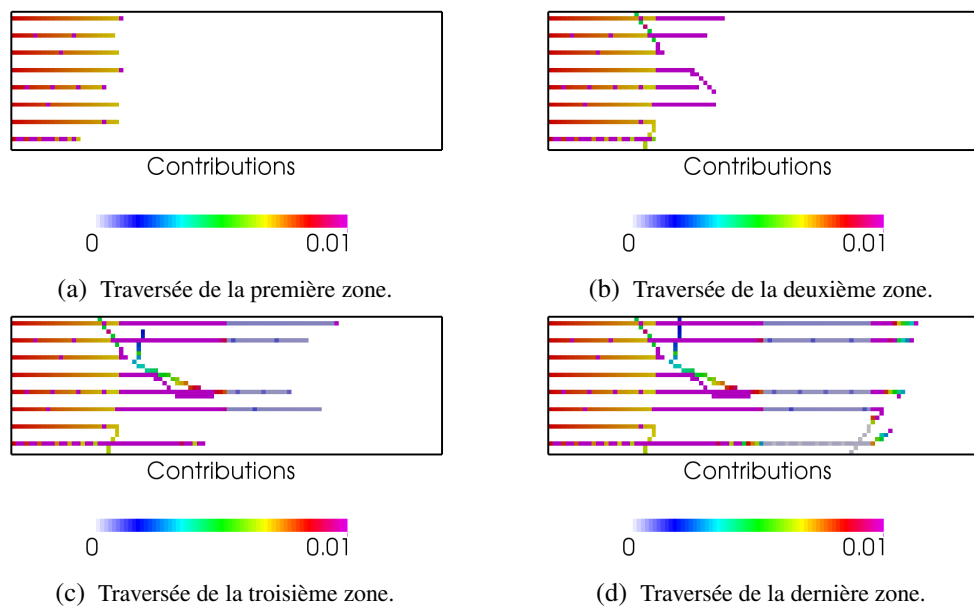 Contributions
0 0.01
(a) Traversée de la première zone.
Contributions
0 0.01
(b) Traversée de la deuxième zone.
Contributions
0 0.01
(c) Traversée de la troisième zone.
Contributions
0 0.01
(d) Traversée de la dernière zone.